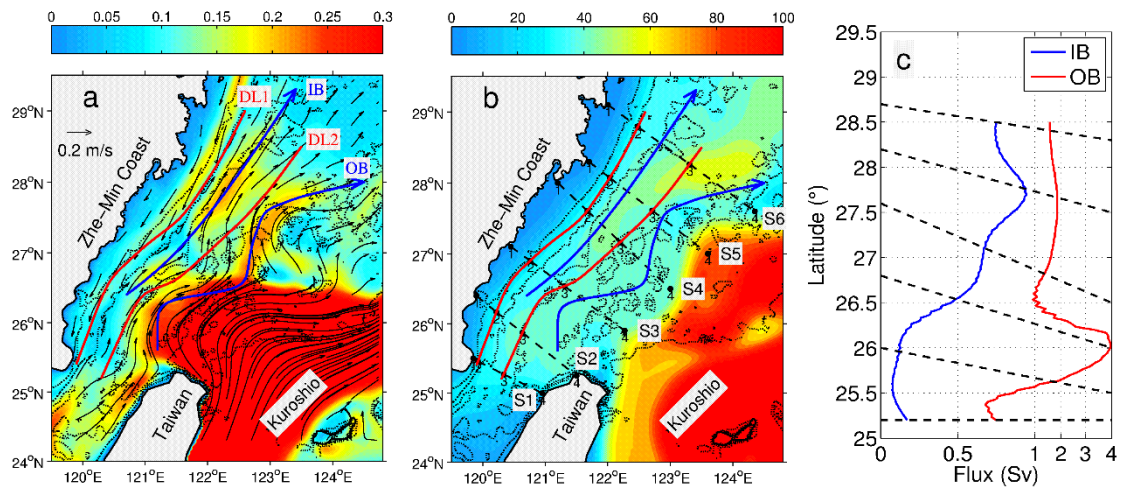 0 0.05 0.1 0.15 0.2 0.25 0.3
a
DL1
IB
DL2
OB
0.2 m/s
Zhe-Min Coast
Taiwan
Kuroshio
29°N
28°N
27°N
26°N
25°N
24°N
120°E 121°E 122°E 123°E 124°E
0 20 40 60 80 100
b
Zhe-Min Coast
S1
S2
S3
S4
S5
S6
Taiwan
Kuroshio
29°N
28°N
27°N
26°N
25°N
24°N
120°E 121°E 122°E 123°E 124°E
c
IB
OB
29.5
29
28.5
28
27.5
27
26.5
26
25.5
25
Latitude (°)
0 0.5 1 2 3 4
Flux (Sv)